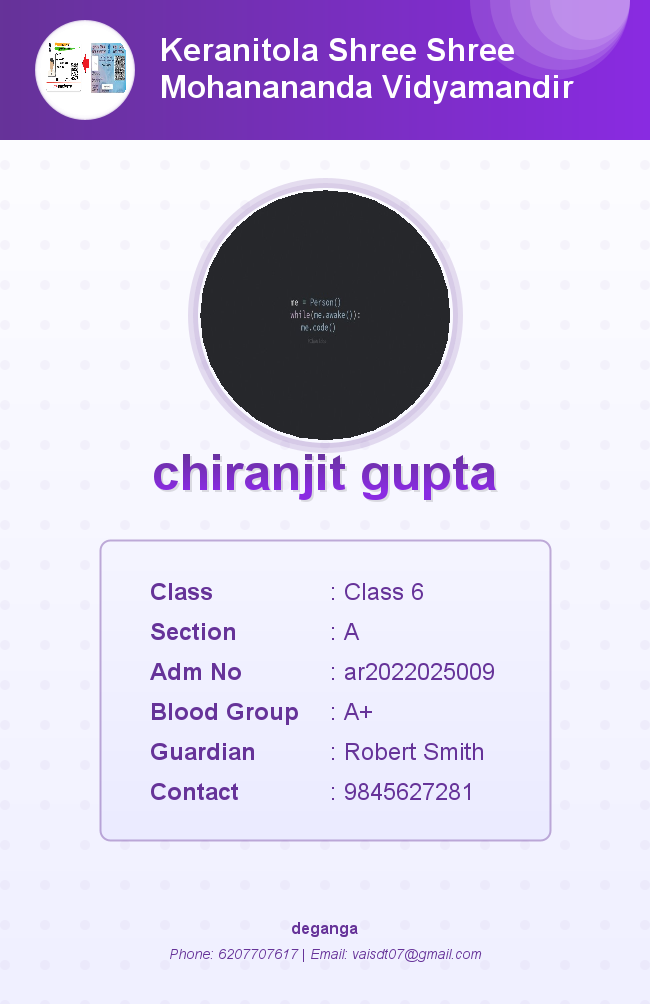 Keranitola Shree Shree
Mohanananda Vidyamandir
me = Person()
while(me.awake()):
me.code()
chiranjit gupta
Class : Class 6
Section : A
Adm No : ar2022025009
Blood Group : A+
Guardian : Robert Smith
Contact : 9845627281
deganga
Phone: 6207707617 | Email: vaisdt07@gmail.com